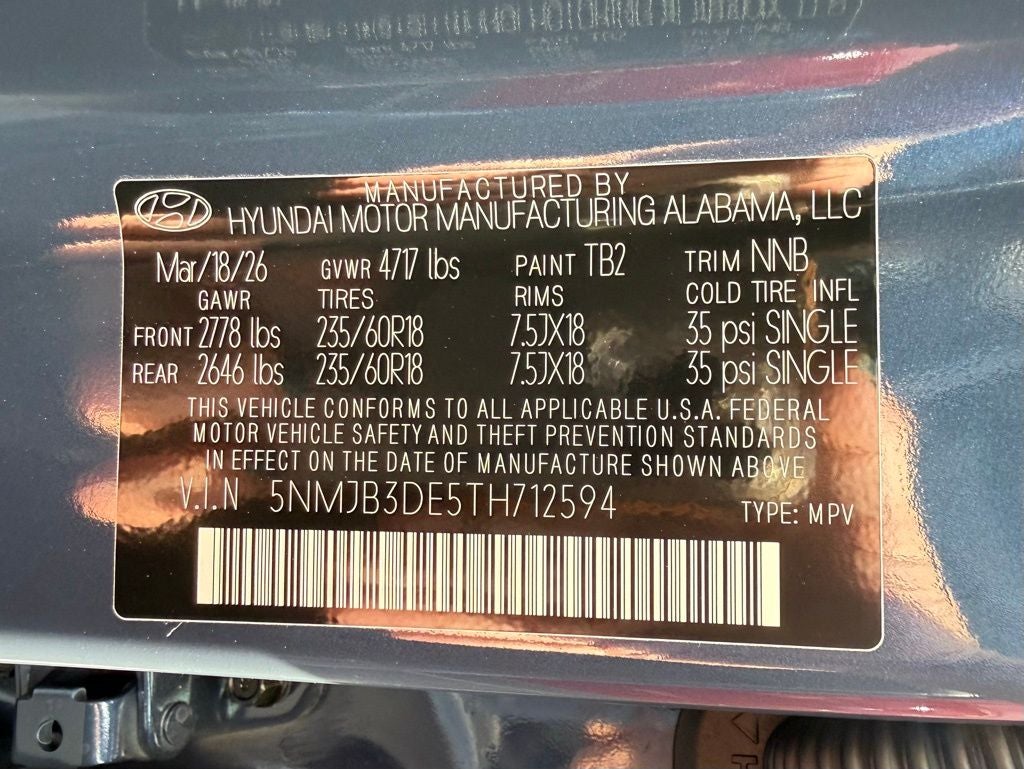 MANUFACTURED BY
HYUNDAI MOTOR MANUFACTURING ALABAMA, LLC
Mar/18/26 GVWR 4717 lbs PAINT TB2 TRIM NNB
GAWR TIRES RIMS COLD TIRE INFL
FRONT 2778 lbs 235/60R18 7.5JX18 35 psi SINGLE
REAR 2646 lbs 235/60R18 7.5JX18 35 psi SINGLE
THIS VEHICLE CONFORMS TO ALL APPLICABLE U.S.A. FEDERAL
MOTOR VEHICLE SAFETY AND THEFT PREVENTION STANDARDS
IN EFFECT ON THE DATE OF MANUFACTURE SHOWN ABOVE
V.I.N 5NMJB3DE5TH712594 TYPE: MPV